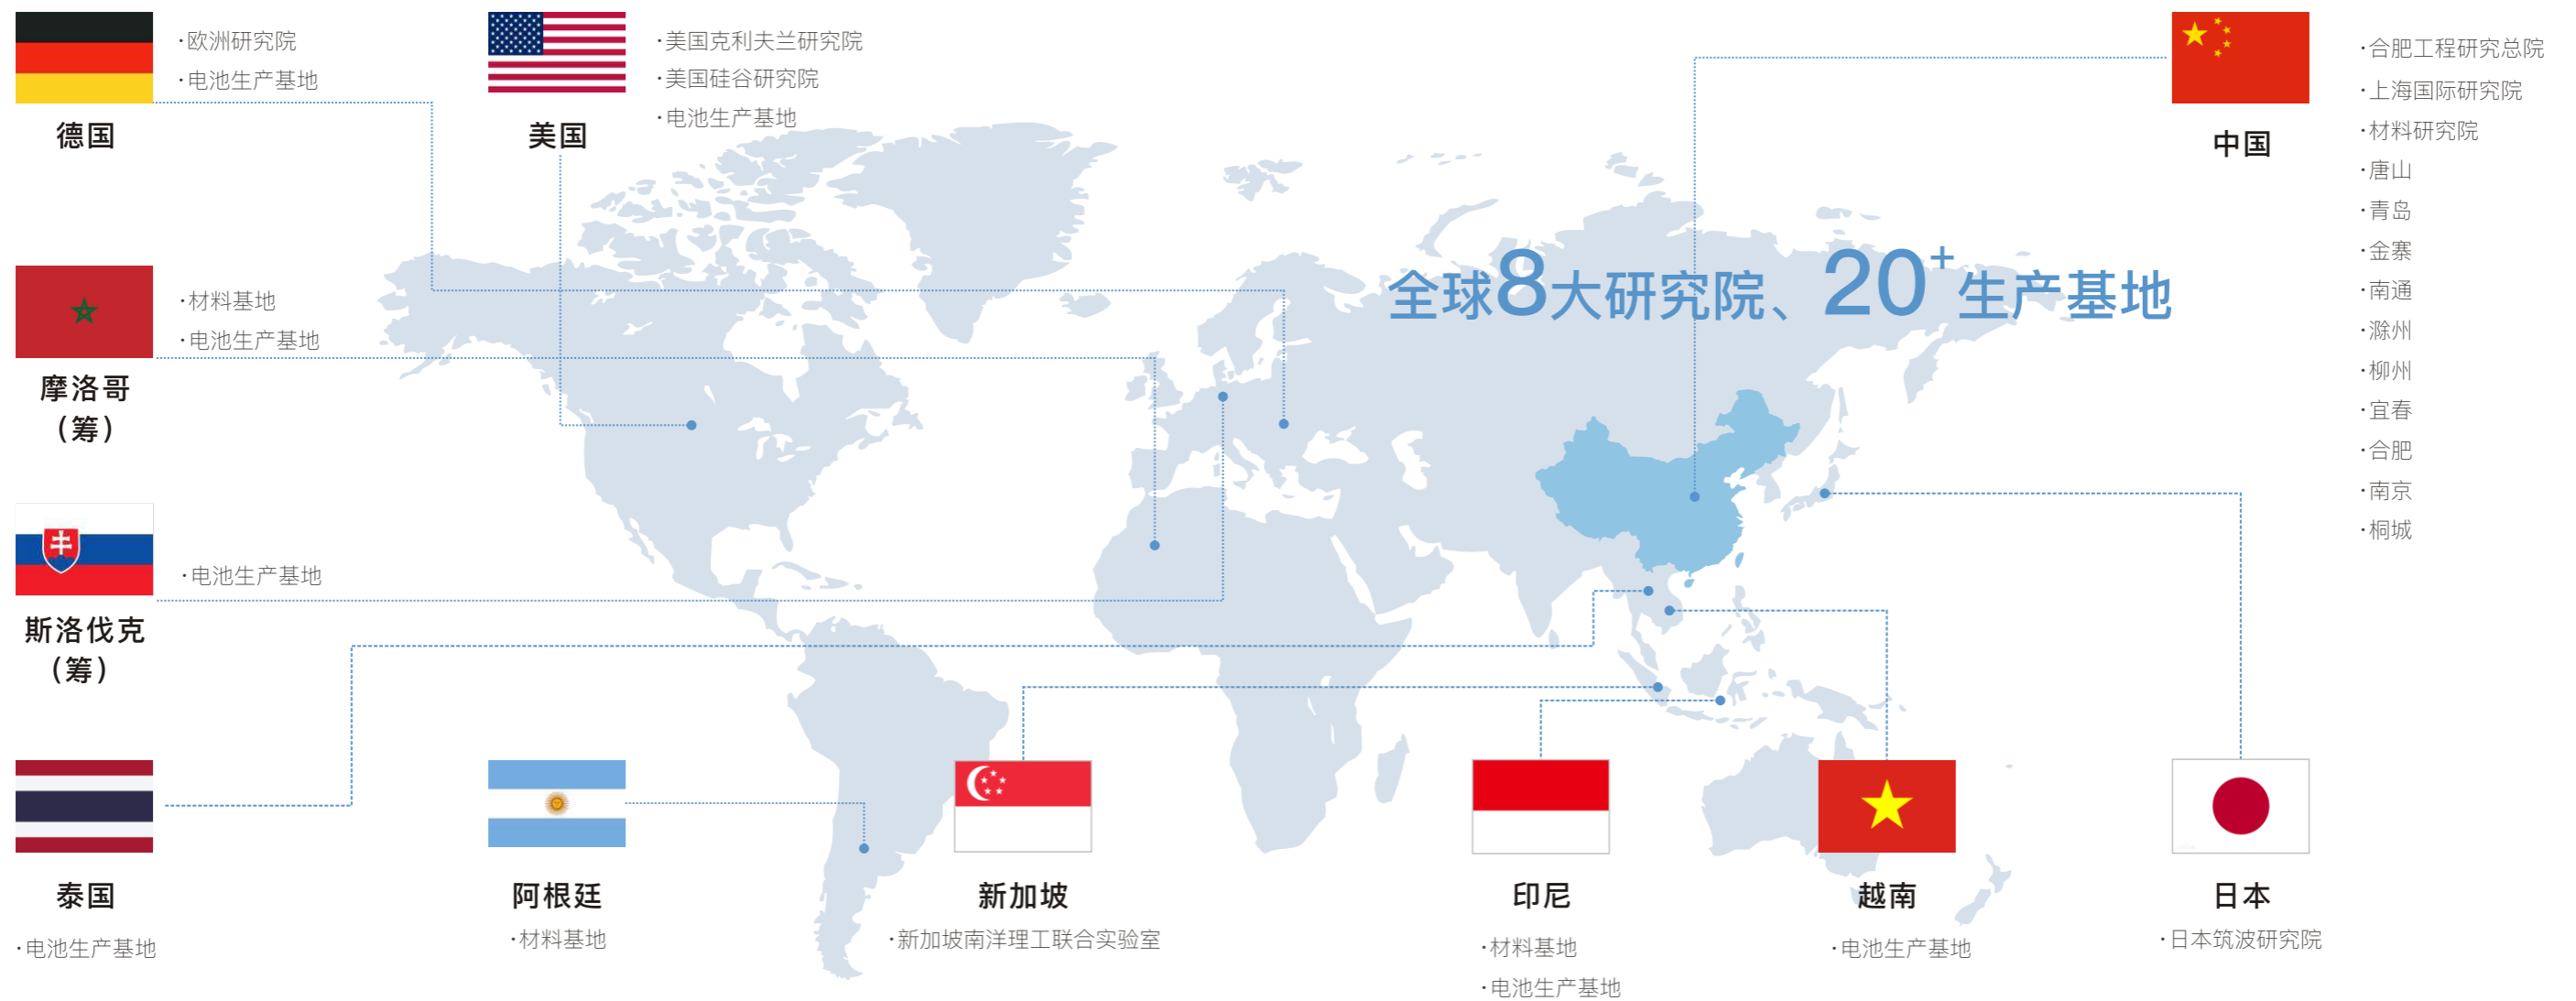 ·欧洲研究院
·电池生产基地
德国
·美国克利夫兰研究院
·美国硅谷研究院
·电池生产基地
美国
中国
·合肥工程研究总院
·上海国际研究院
·材料研究院
·唐山
·青岛
·金寨
·南通
·滁州
·柳州
·宜春
·合肥
·南京
·桐城
全球8大研究院、20+生产基地
·材料基地
·电池生产基地
摩洛哥
（筹）
·电池生产基地
斯洛伐克
（筹）
泰国
·电池生产基地
阿根廷
·材料基地
新加坡
·新加坡南洋理工联合实验室
印尼
·材料基地
·电池生产基地
越南
·电池生产基地
日本
·日本筑波研究院